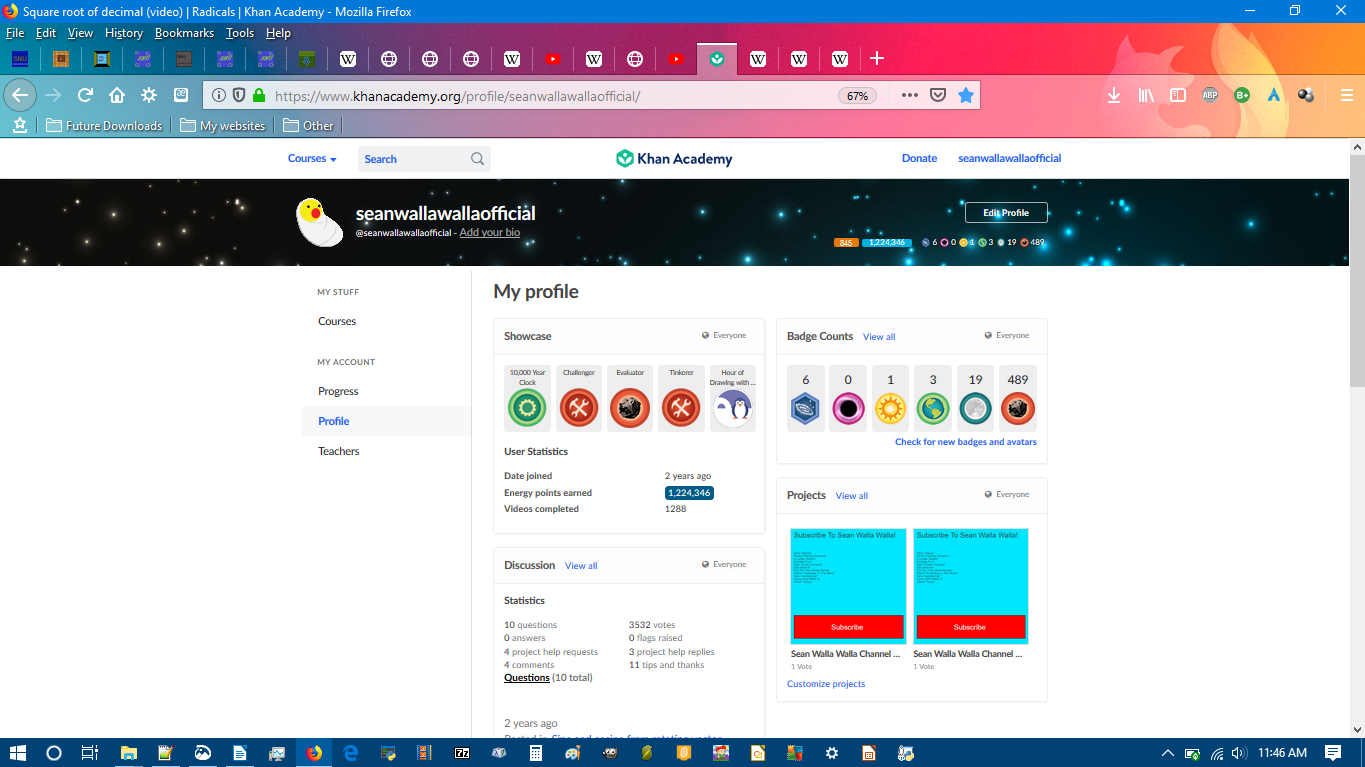 Square root of decimal (video) | Radicals | Khan Academy - Mozilla Firefox
File Edit View History Bookmarks Tools Help
https://www.khanacademy.org/profile/seanwallawallaofficial/ 67%
Future Downloads My websites Other
Courses Search Khan Academy Donate seanwallawallaofficial
seanwallawallaofficial
@seanwallawallaofficial - Add your bio
Edit Profile
845 1,224,346 6 0 1 3 19 489
MY STUFF
Courses
MY ACCOUNT
Progress
Profile
Teachers
My profile
Showcase Everyone
10,000 Year Clock
Challenger
Evaluator
Tinkerer
Hour of Drawing with ...
User Statistics
Date joined 2 years ago
Energy points earned 1,224,346
Videos completed 1288
Discussion View all Everyone
Statistics
10 questions 3532 votes
0 answers 0 flags raised
4 project help requests 3 project help replies
4 comments 11 tips and thanks
Questions (10 total)
2 years ago
Badge Counts View all Everyone
6 0 1 3 19 489
Check for new badges and avatars
Projects View all Everyone
Subscribe To Sean Walla Walla! Subscribe To Sean Walla Walla!
Subscribe Subscribe
Sean Walla Walla Channel ... Sean Walla Walla Channel ...
1 Vote 1 Vote
Customize projects
11:46 AM